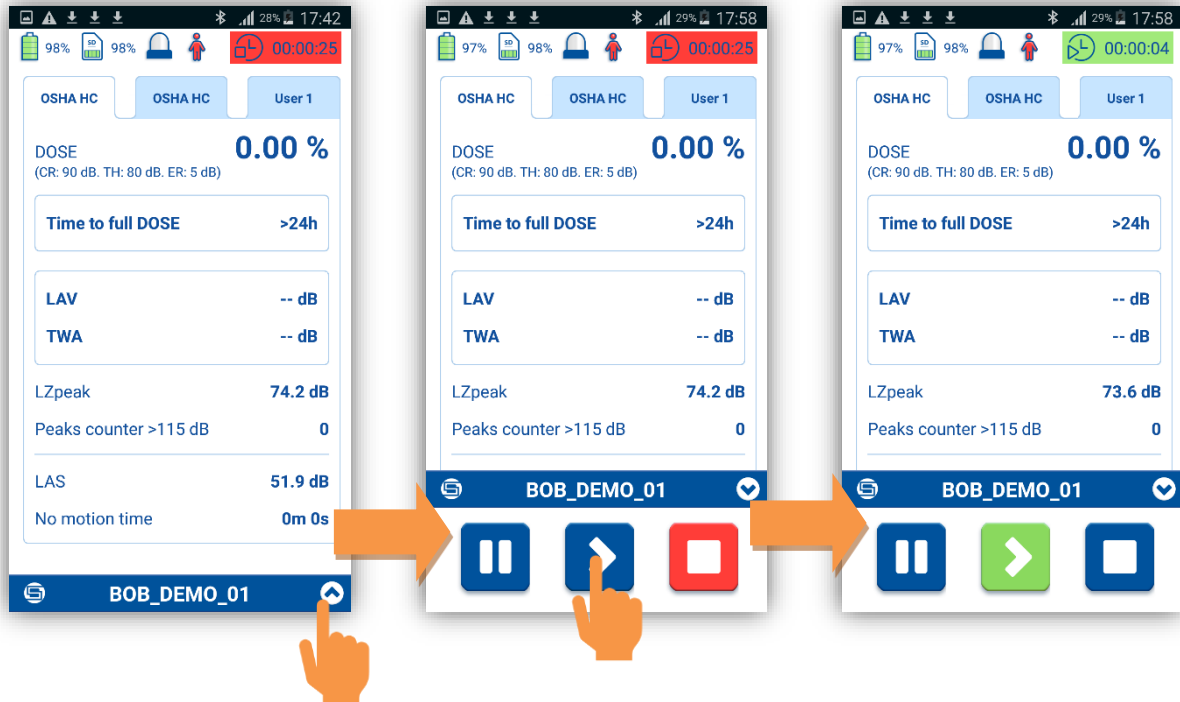 28% 17:42
98% SD 98% 00:00:25
OSHA HC OSHA HC User 1
DOSE 0.00 %
(CR: 90 dB. TH: 80 dB. ER: 5 dB)
Time to full DOSE >24h
LAV -- dB
TWA -- dB
LZpeak 74.2 dB
Peaks counter >115 dB 0
LAS 51.9 dB
No motion time 0m 0s
BOB_DEMO_01
29% 17:58
97% SD 98% 00:00:25
OSHA HC OSHA HC User 1
DOSE 0.00 %
(CR: 90 dB. TH: 80 dB. ER: 5 dB)
Time to full DOSE >24h
LAV -- dB
TWA -- dB
LZpeak 74.2 dB
Peaks counter >115 dB 0
BOB_DEMO_01
29% 17:58
97% SD 98% 00:00:04
OSHA HC OSHA HC User 1
DOSE 0.00 %
(CR: 90 dB. TH: 80 dB. ER: 5 dB)
Time to full DOSE >24h
LAV -- dB
TWA -- dB
LZpeak 73.6 dB
Peaks counter >115 dB 0
BOB_DEMO_01